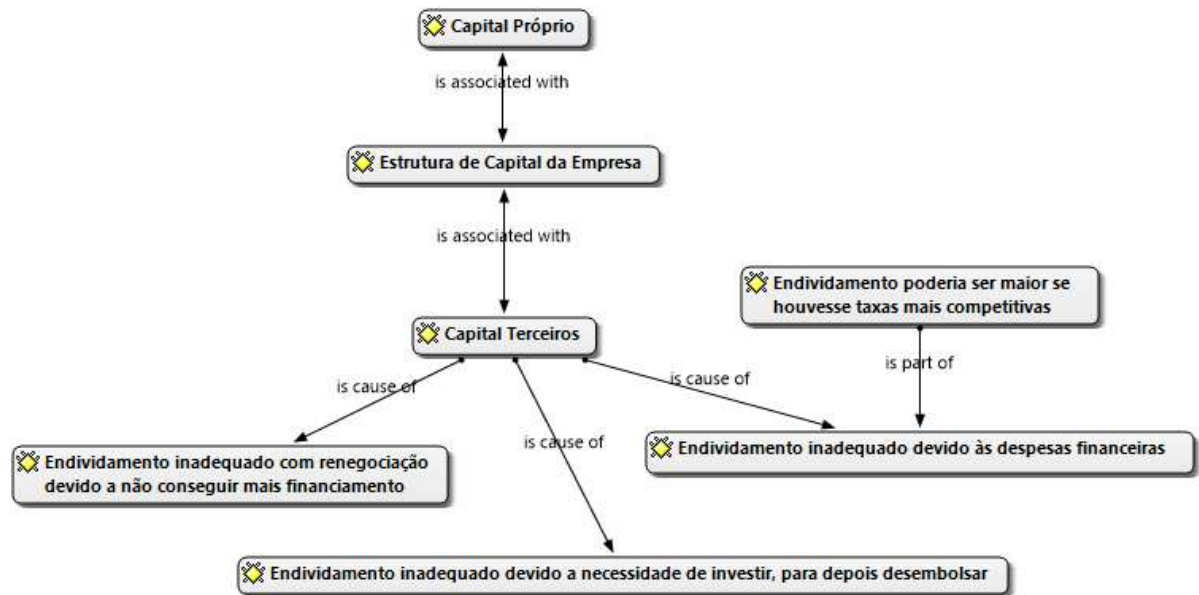 Capital Próprio
is associated with
Estrutura de Capital da Empresa
is associated with
Endividamento poderia ser maior se
houvesse taxas mais competitivas
Capital Terceiros
is part of
is cause of
is cause of
is cause of
Endividamento inadequado com renegociação
devido a não conseguir mais financiamento
Endividamento inadequado devido às despesas financeiras
Endividamento inadequado devido a necessidade de investir, para depois desembolsar